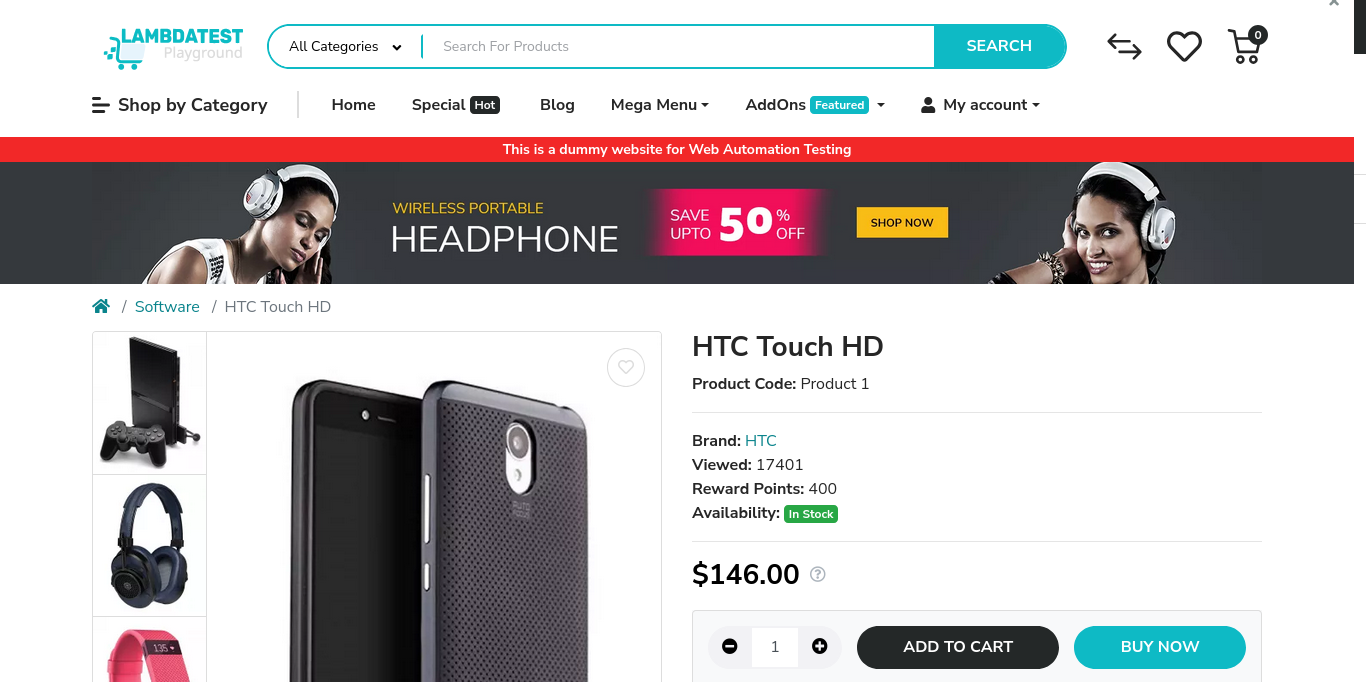 LAMBDATEST
Playground
All Categories
Search For Products
SEARCH
0
Shop by Category
Home
Special Hot
Blog
Mega Menu
AddOns Featured
My account
This is a dummy website for Web Automation Testing
WIRELESS PORTABLE
HEADPHONE
SAVE UPTO 50% OFF
SHOP NOW
/ Software / HTC Touch HD
HTC Touch HD
Product Code: Product 1
Brand: HTC
Viewed: 17401
Reward Points: 400
Availability: In Stock
$146.00
1
ADD TO CART
BUY NOW
135